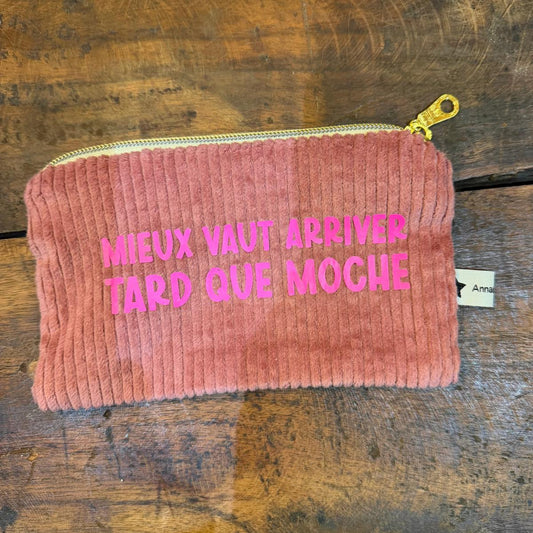 MIEUX VAUT ARRIVER
TARD QUE MOCHE